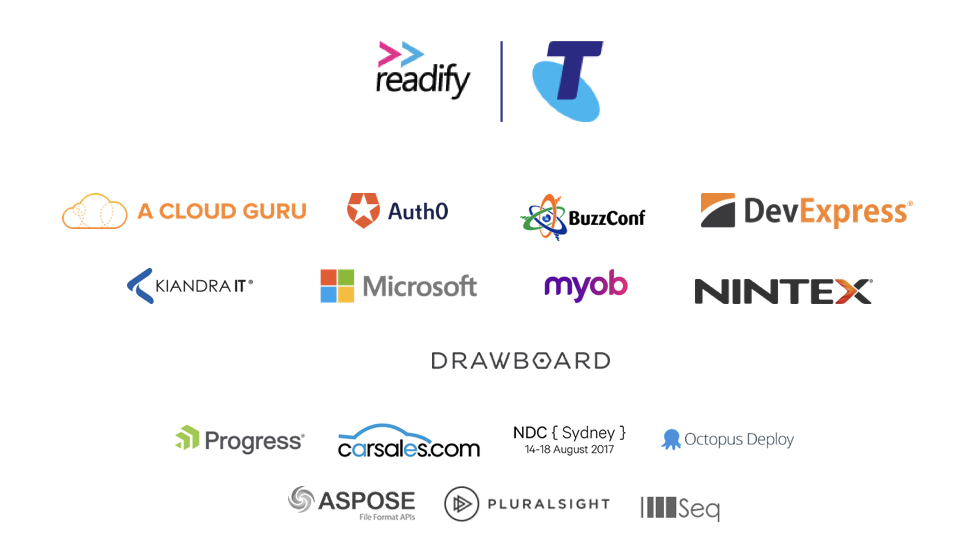 readify
T
A CLOUD GURU
Auth0
BuzzConf
DevExpress®
KIANDRA IT®
Microsoft
myob
NINTEX®
DRAWBOARD
Progress®
carsales.com
NDC { Sydney }
14-18 August 2017
Octopus Deploy
ASPOSE
File Format APIs
PLURALSIGHT
Seq